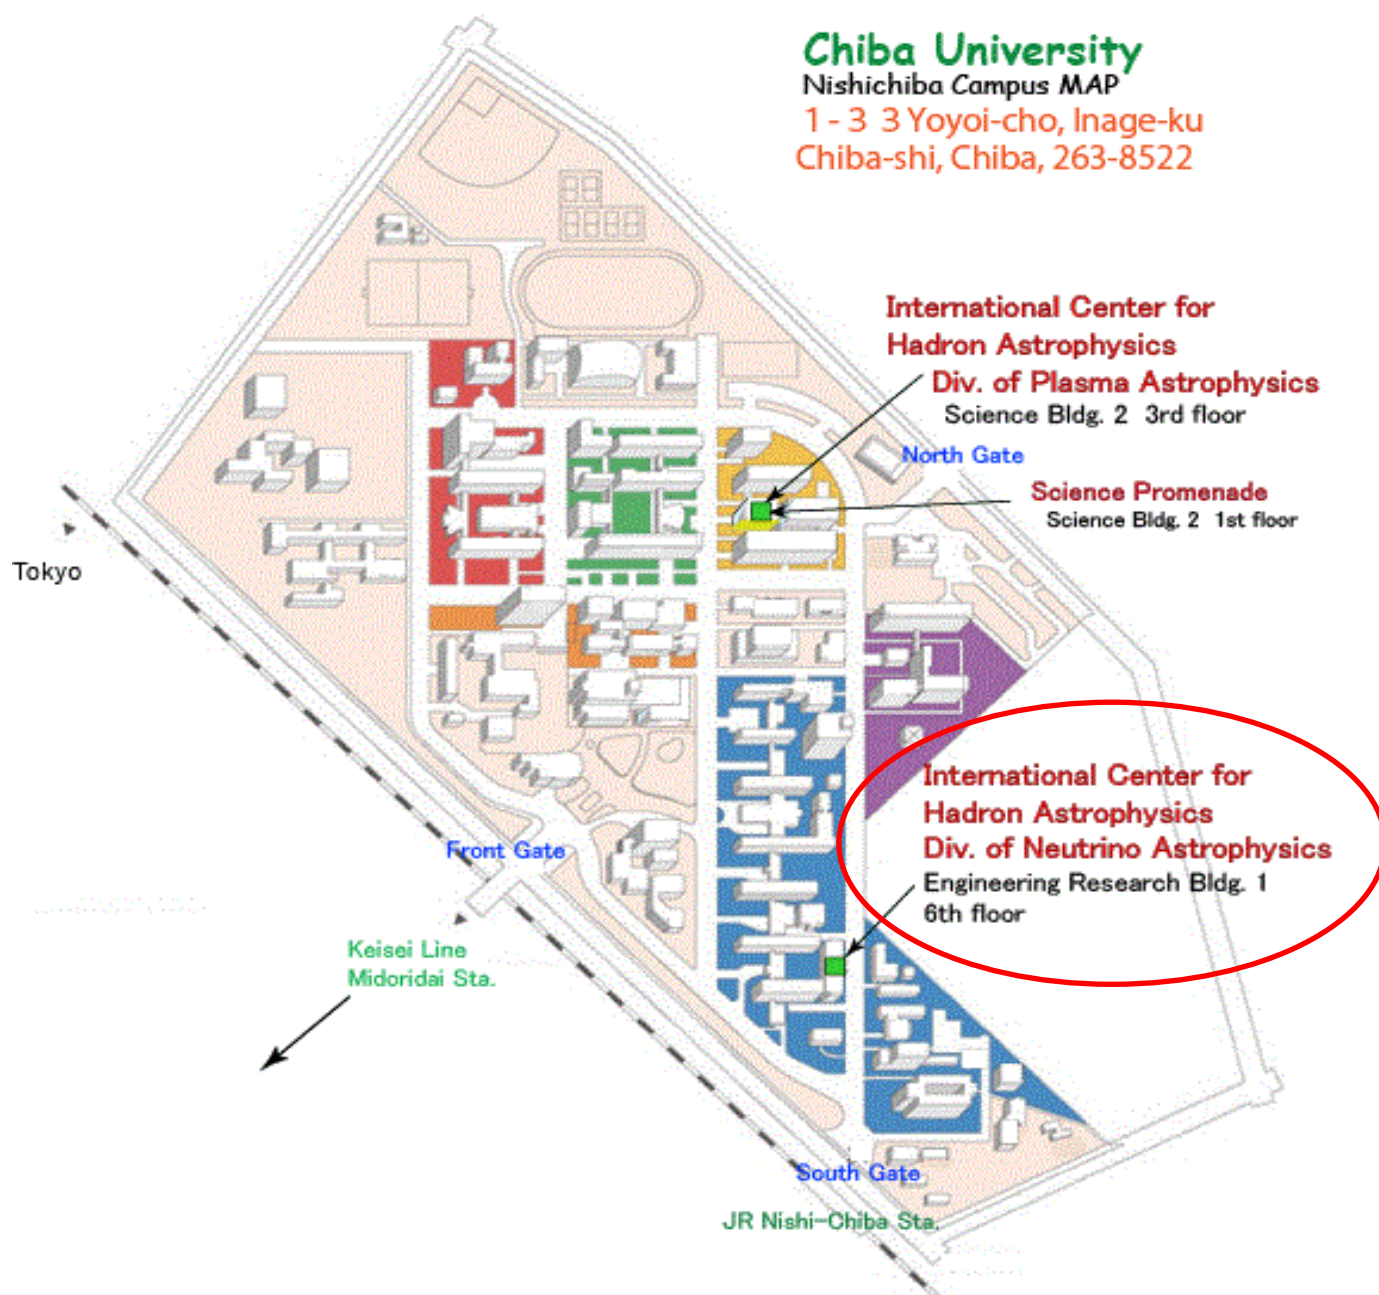 Chiba University
Nishichiba Campus MAP
1 - 3 3 Yoyoi-cho, Inage-ku
Chiba-shi, Chiba, 263-8522
International Center for
Hadron Astrophysics
Div. of Plasma Astrophysics
Science Bldg. 2 3rd floor
North Gate
Science Promenade
Science Bldg. 2 1st floor
Tokyo
International Center for
Hadron Astrophysics
Div. of Neutrino Astrophysics
Engineering Research Bldg. 1
6th floor
Front Gate
Keisei Line
Midoridai Sta.
South Gate
JR Nishi-Chiba Sta.